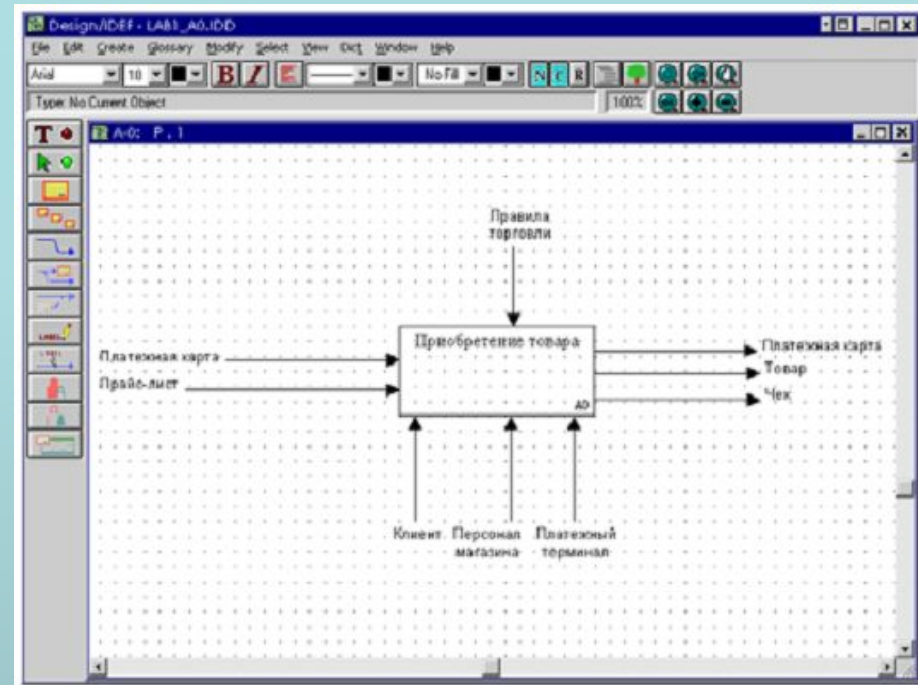 Design/IDEF - LAB1_A0.IDD
File Edit Create Glossary Modify Select View Dict Window Help
Arial 10 B I No Fill N C R
Type: No Current Object 100%
T A-0: P , 1
Правила
торговли
Приобретение товара
Платежная карта
Прайс-лист
A0
Платежная карта
Товар
Чек
Клиент Персонал Платежный
магазина терминал